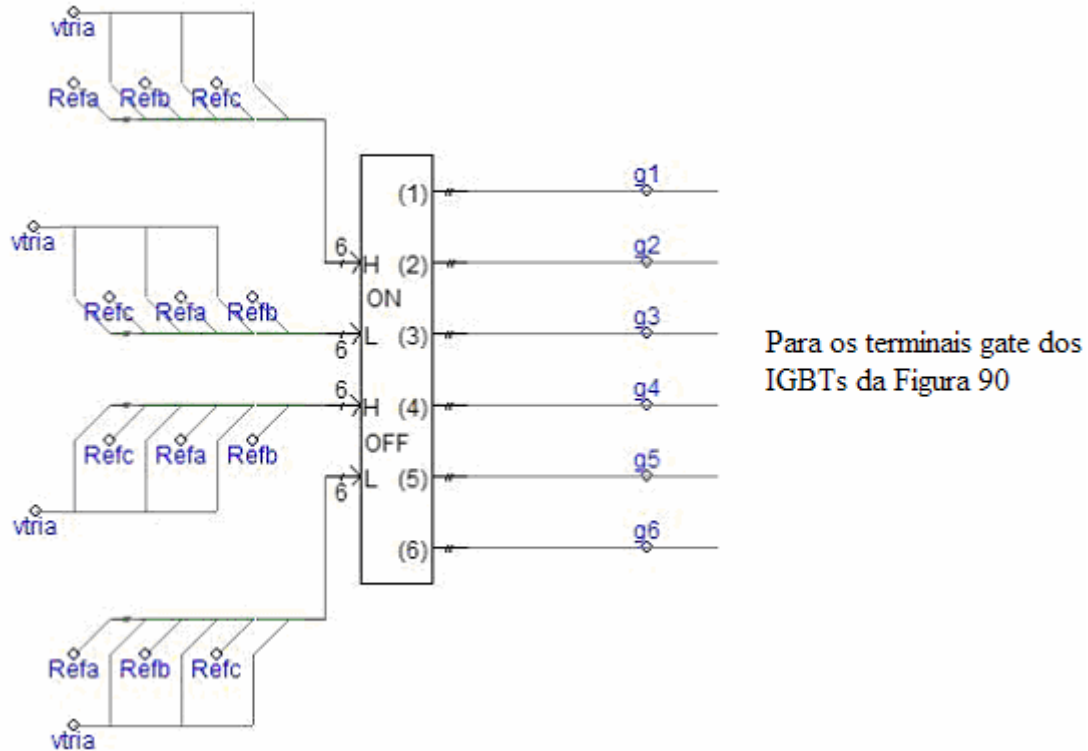 vtria
Refa Refb Refc
(1) g1
6 H (2) g2
ON
vtria
Refc Refa Refb
6 L (3) g3
Para os terminais gate dos
IGBTs da Figura 90
6 H (4) g4
OFF
Refc Refa Refb
6 L (5) g5
vtria
(6) g6
Refa Refb Refc
vtria